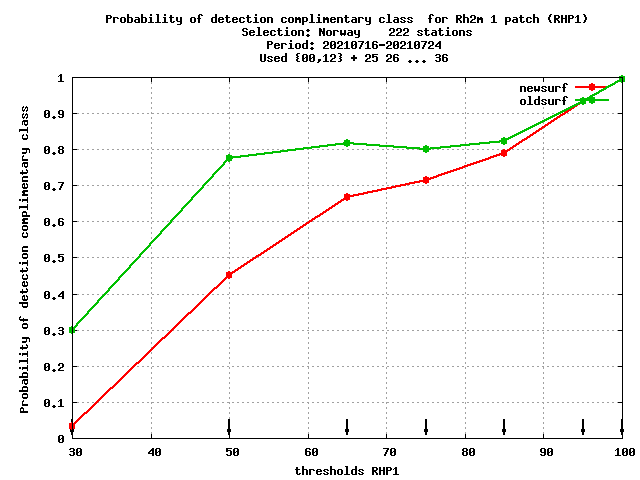 Probability of detection complimentary class  for Rh2m 1 patch (RHP1)
Selection: Norway    222 stations
Period: 20210716-20210724
Used {00,12} + 25 26 ... 36
newsurf
oldsurf
Probability of detection complimentary class
1
0.9
0.8
0.7
0.6
0.5
0.4
0.3
0.2
0.1
0
30 40 50 60 70 80 90 100
thresholds RHP1